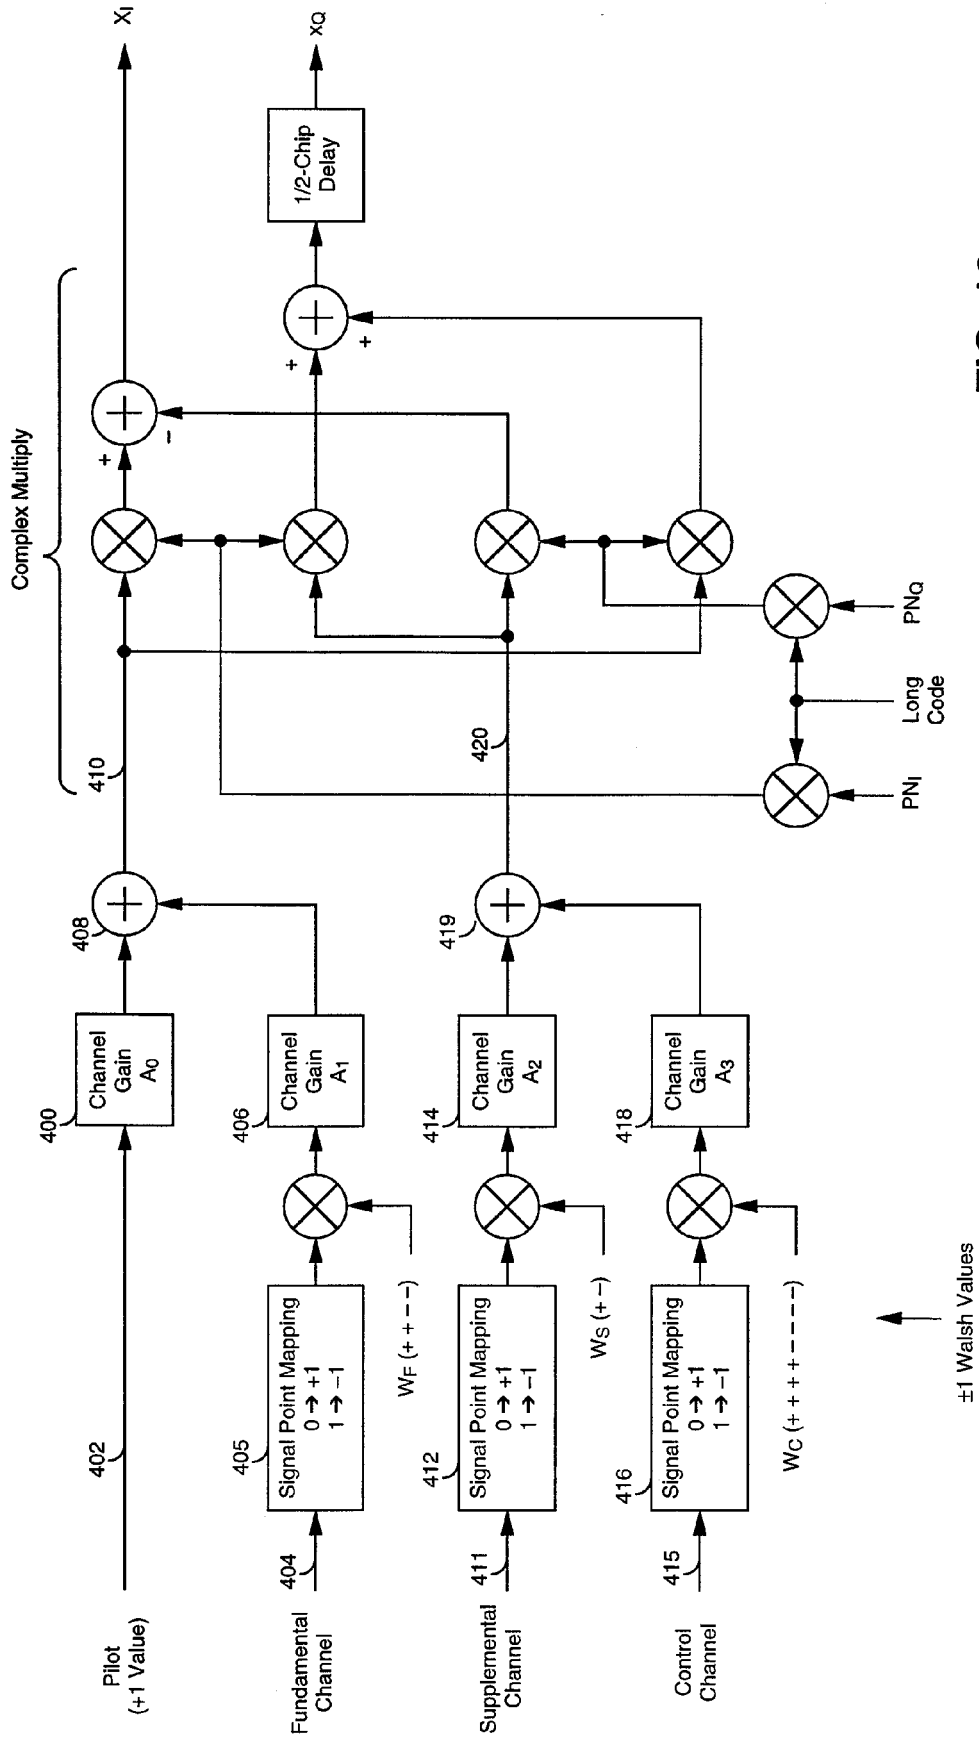 Pilot
(+1 Value)
402
400
Channel
Gain
A0
408
410
Complex Multiply
+
−
XI
Fundamental
Channel
404
405
Signal Point Mapping
0 → +1
1 → −1
WF (+ + − −)
406
Channel
Gain
A1
+
+
1/2-Chip
Delay
XQ
Supplemental
Channel
411
412
Signal Point Mapping
0 → +1
1 → −1
WS (+ −)
414
Channel
Gain
A2
419
420
Control
Channel
415
416
Signal Point Mapping
0 → +1
1 → −1
WC (+ + + + − − − −)
418
Channel
Gain
A3
PNI
Long
Code
PNQ
±1 Walsh Values